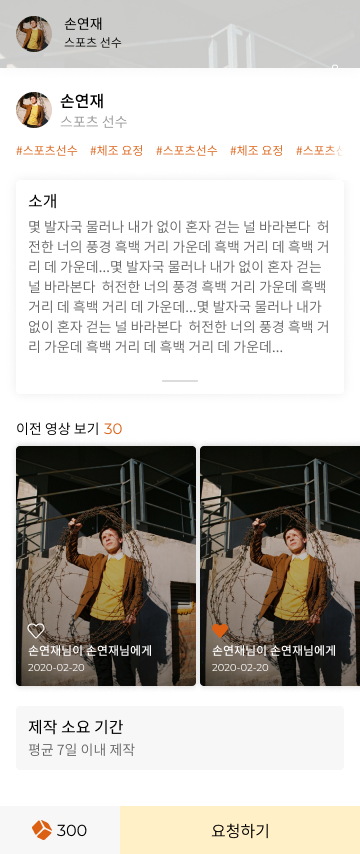 손연재
스포츠 선수
손연재
스포츠 선수
#스포츠선수 #체조 요정 #스포츠선수 #체조 요정 #스포츠선
소개
몇 발자국 물러나 내가 없이 혼자 걷는 널 바라본다 허
전한 너의 풍경 흑백 거리 가운데 흑백 거리 데 흑백 거
리 데 가운데...몇 발자국 물러나 내가 없이 혼자 걷는
널 바라본다 허전한 너의 풍경 흑백 거리 가운데 흑백
거리 데 흑백 거리 데 가운데...몇 발자국 물러나 내가
없이 혼자 걷는 널 바라본다 허전한 너의 풍경 흑백 거
리 가운데 흑백 거리 데 흑백 거리 데 가운데...
이전 영상 보기 30
손연재님이 손연재님에게
2020-02-20
손연재님이 손연재님에게
2020-02-20
제작 소요 기간
평균 7일 이내 제작
300
요청하기